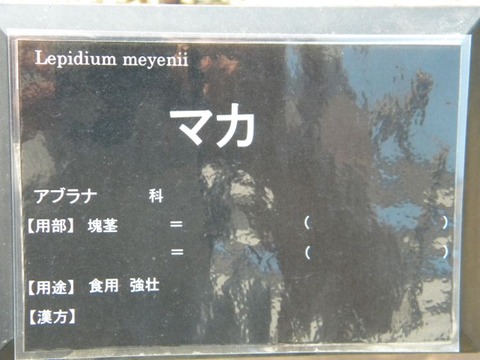 Lepidium meyenii
マカ
アブラナ 科
【用部】 塊茎 ＝ ( )
＝ ( )
【用途】 食用 強壮
【漢方】